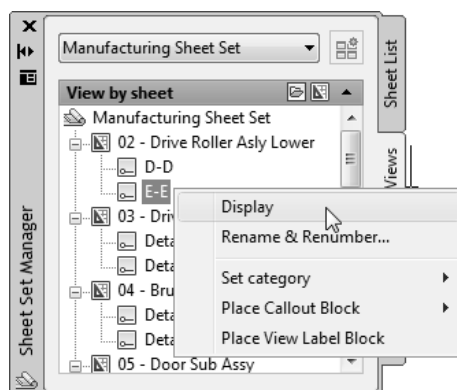 Manufacturing Sheet Set
View by sheet
Manufacturing Sheet Set
02 - Drive Roller Asly Lower
D-D
E-E
03 - Dri
Deta
Deta
04 - Bru
Deta
Deta
05 - Door Sub Assy
Display
Rename & Renumber...
Set category
Place Callout Block
Place View Label Block
Sheet List
Views
Sheet Set Manager